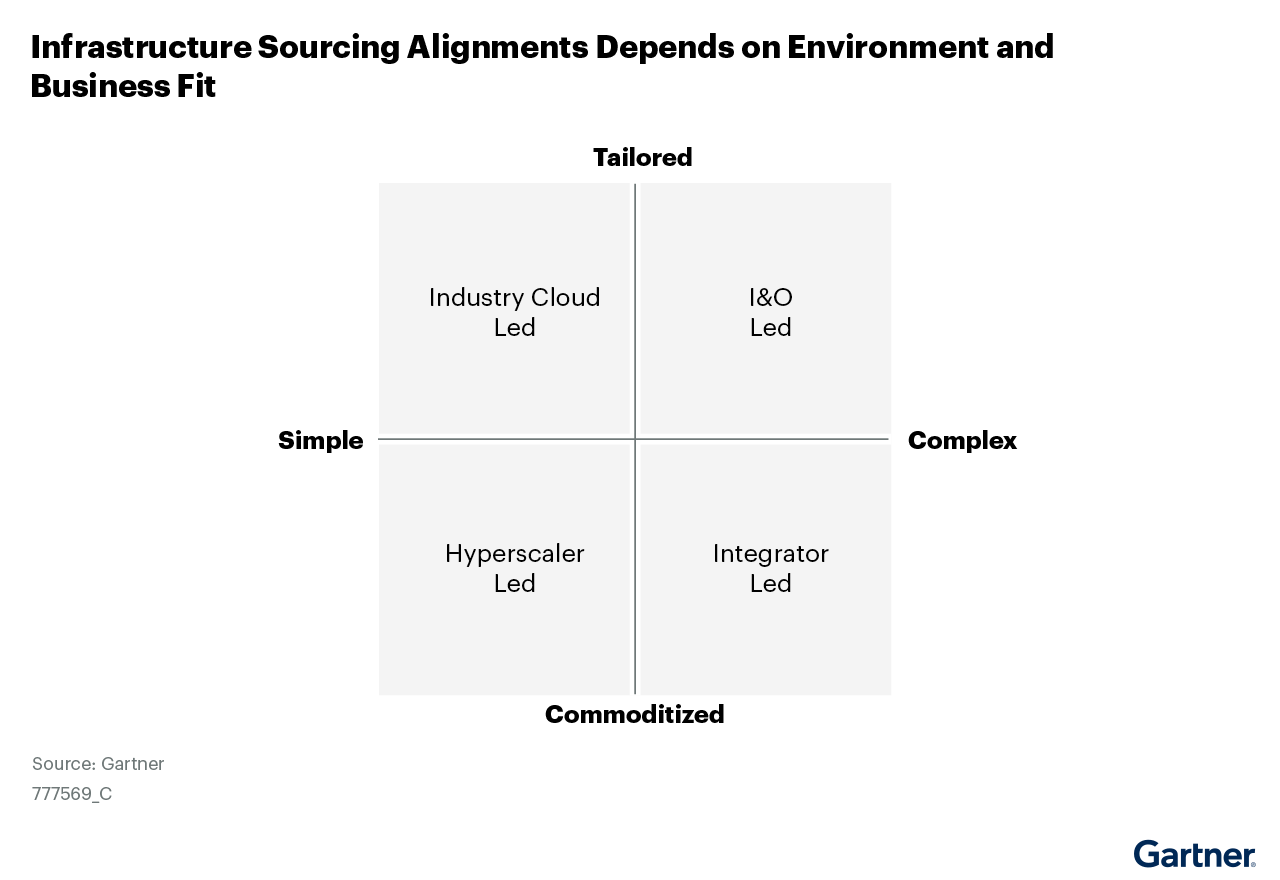 Infrastructure Sourcing Alignments Depends on Environment and
Business Fit
Tailored
Industry Cloud
Led
I&O
Led
Simple
Complex
Hyperscaler
Led
Integrator
Led
Commoditized
Source: Gartner
777569_C
Gartner®